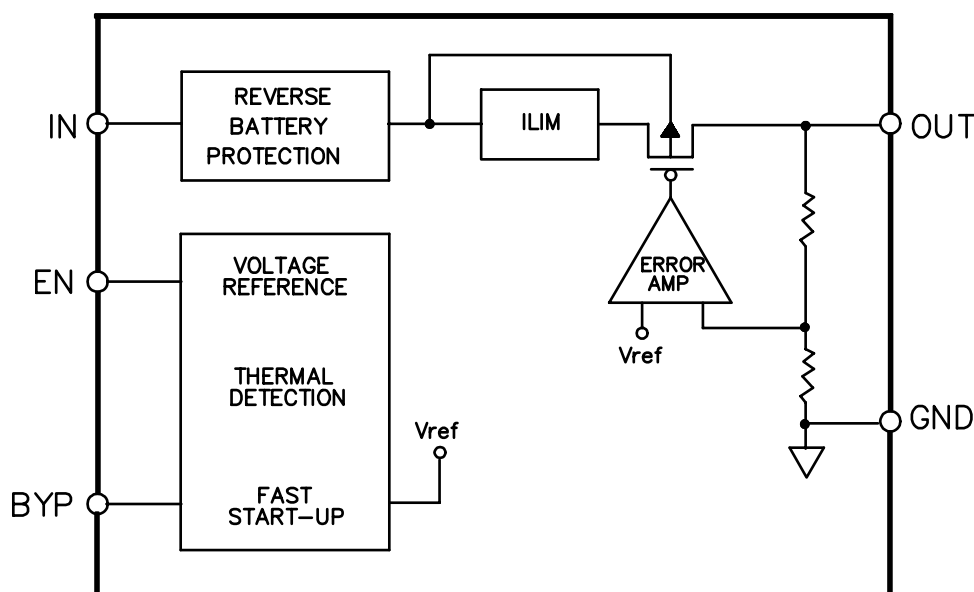 IN
REVERSE
BATTERY
PROTECTION
ILIM
OUT
EN
VOLTAGE
REFERENCE
ERROR
AMP
Vref
THERMAL
DETECTION
GND
Vref
BYP
FAST
START-UP